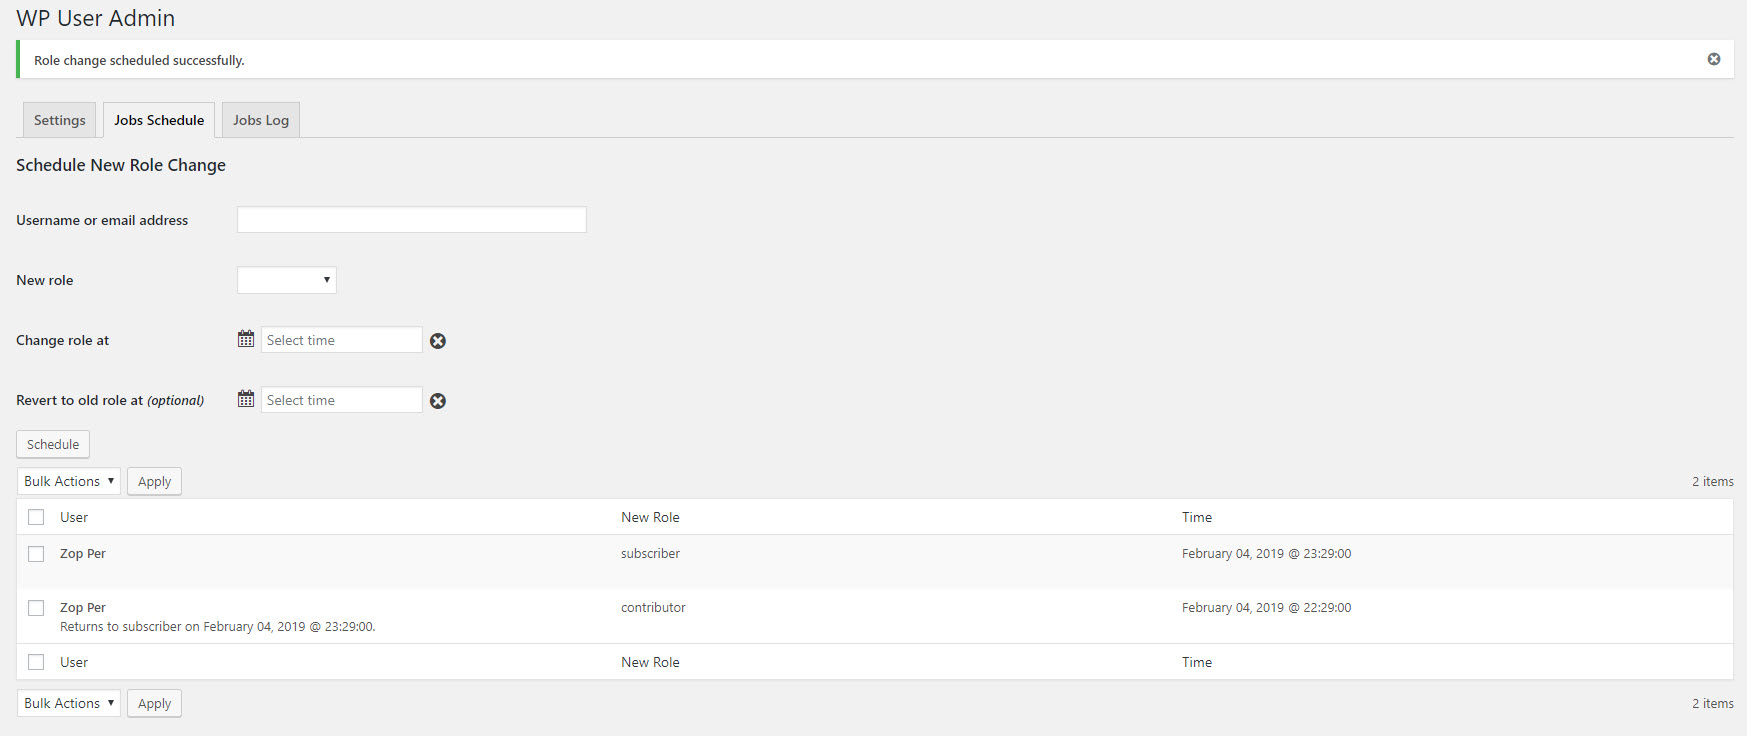 WP User Admin
Role change scheduled successfully.
Settings Jobs Schedule Jobs Log
Schedule New Role Change
Username or email address
New role
Change role at Select time
Revert to old role at (optional) Select time
Schedule
Bulk Actions Apply 2 items
User New Role Time
Zop Per subscriber February 04, 2019 @ 23:29:00
Zop Per contributor February 04, 2019 @ 22:29:00
Returns to subscriber on February 04, 2019 @ 23:29:00.
User New Role Time
Bulk Actions Apply 2 items